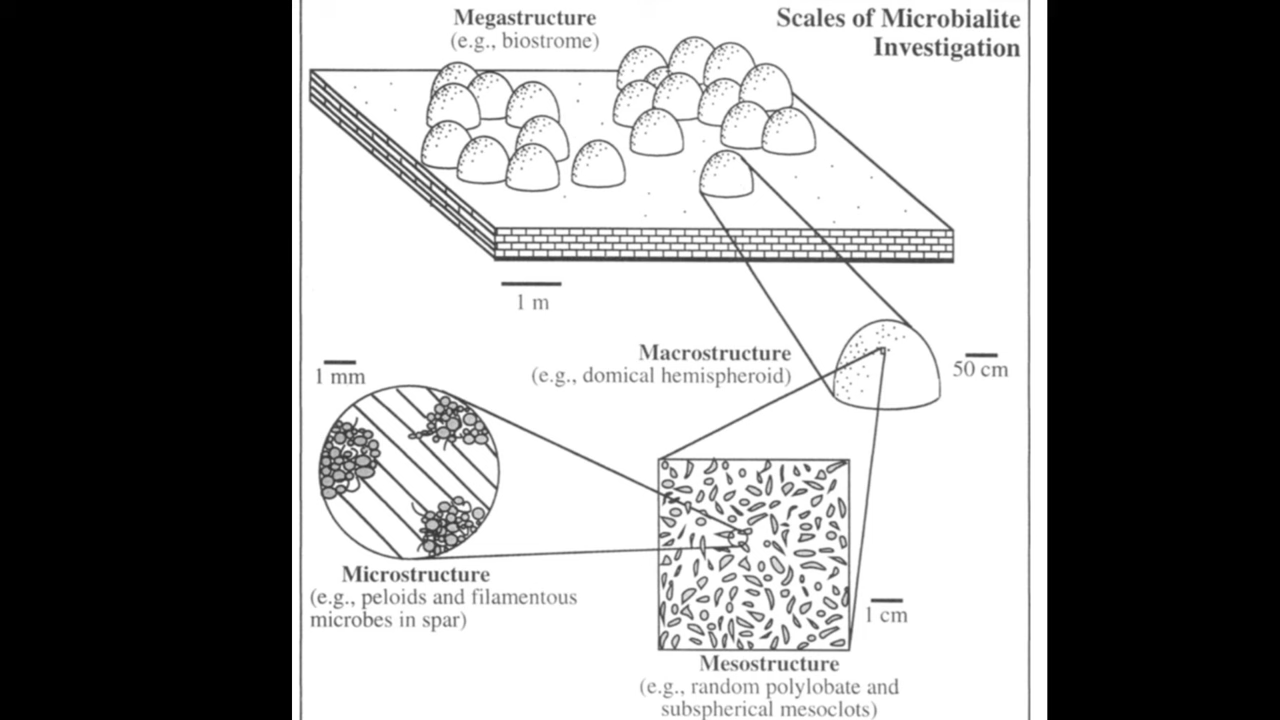 Scales of Microbialite
Investigation
Megastructure
(e.g., biostrome)
1 m
Macrostructure
(e.g., domical hemispheroid)
50 cm
1 mm
Microstructure
(e.g., peloids and filamentous
microbes in spar)
1 cm
Mesostructure
(e.g., random polylobate and
subspherical mesoclots)